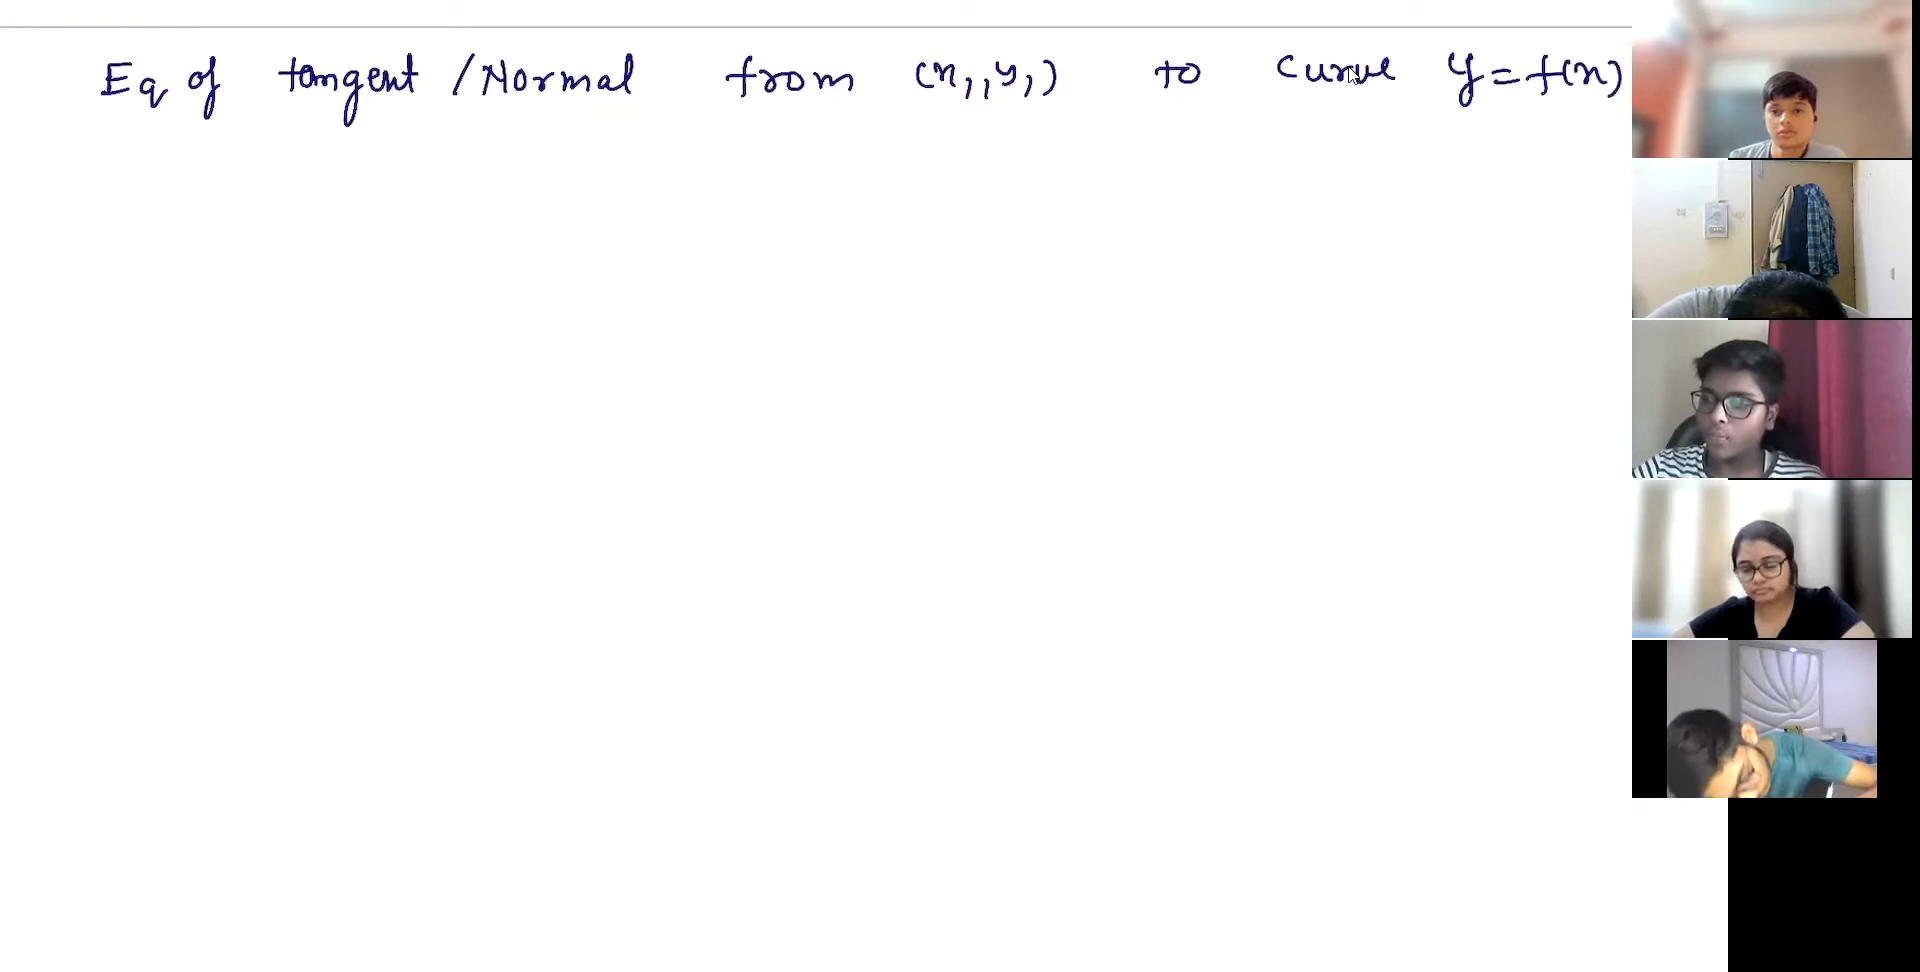 Eq of tangent / Normal from (x₁, y₁) to curve y = f(x)